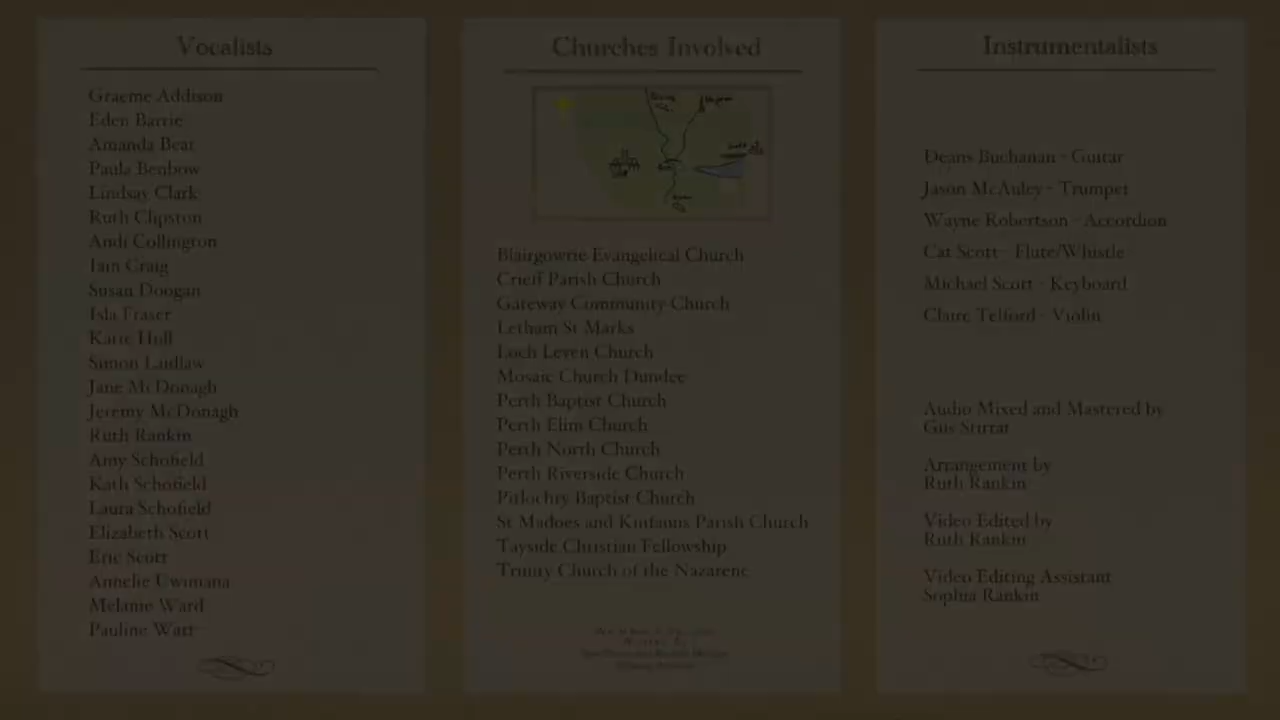 Vocalists
Graeme Addison
Eden Barrie
Amanda Beat
Paula Benbow
Lindsay Clark
Ruth Clipston
Andi Collington
Iain Craig
Susan Doogan
Isla Fraser
Katie Hull
Simon Laidlaw
Jane McDonagh
Jeremy McDonagh
Ruth Rankin
Amy Schofield
Kath Schofield
Laura Schofield
Elizabeth Scott
Eric Scott
Annelie Uwimana
Melanie Ward
Pauline Watt
Churches Involved
Blairgowrie Evangelical Church
Crieff Parish Church
Gateway Community Church
Letham St Marks
Loch Leven Church
Mosaic Church Dundee
Perth Baptist Church
Perth Elim Church
Perth North Church
Perth Riverside Church
Pitlochry Baptist Church
St Madoes and Kinfauns Parish Church
Tayside Christian Fellowship
Trinity Church of the Nazarene
Instrumentalists
Deans Buchanan - Guitar
Jason McAuley - Trumpet
Wayne Robertson - Accordion
Cat Scott - Flute/Whistle
Michael Scott - Keyboard
Claire Telford - Violin
Audio Mixed and Mastered by
Gus Stirrat
Arrangement by
Ruth Rankin
Video Edited by
Ruth Rankin
Video Editing Assistant
Sophia Rankin